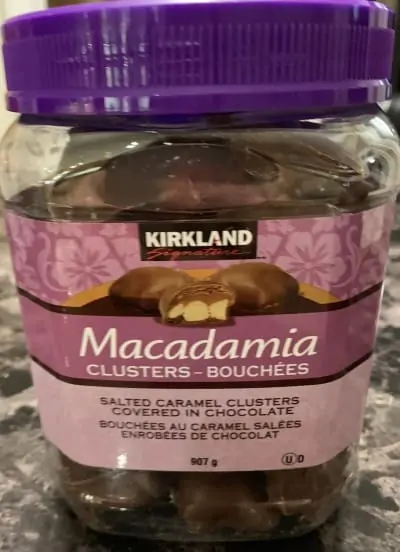 KIRKLAND
Signature
Macadamia
CLUSTERS – BOUCHÉES
SALTED CARAMEL CLUSTERS
COVERED IN CHOCOLATE
BOUCHÉES AU CARAMEL SALÉES
ENROBÉES DE CHOCOLAT
907 g
U D